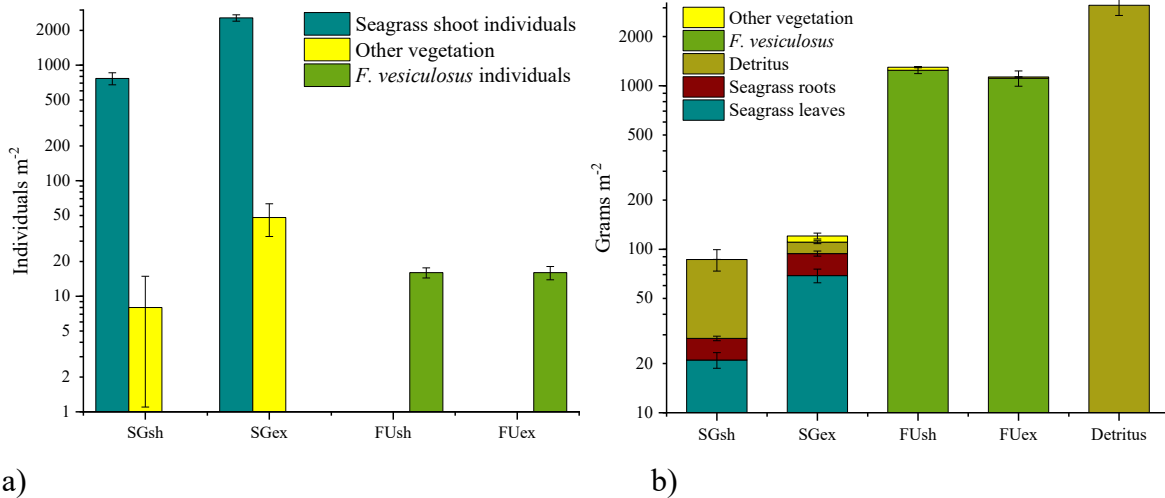 2000
1000
500
200
100
50
20
10
5
2
1
Individuals m-2
Seagrass shoot individuals
Other vegetation
F. vesiculosus individuals
SGsh SGex FUsh FUex
a)
2000
1000
500
200
100
50
20
10
Grams m-2
Other vegetation
F. vesiculosus
Detritus
Seagrass roots
Seagrass leaves
SGsh SGex FUsh FUex Detritus
b)